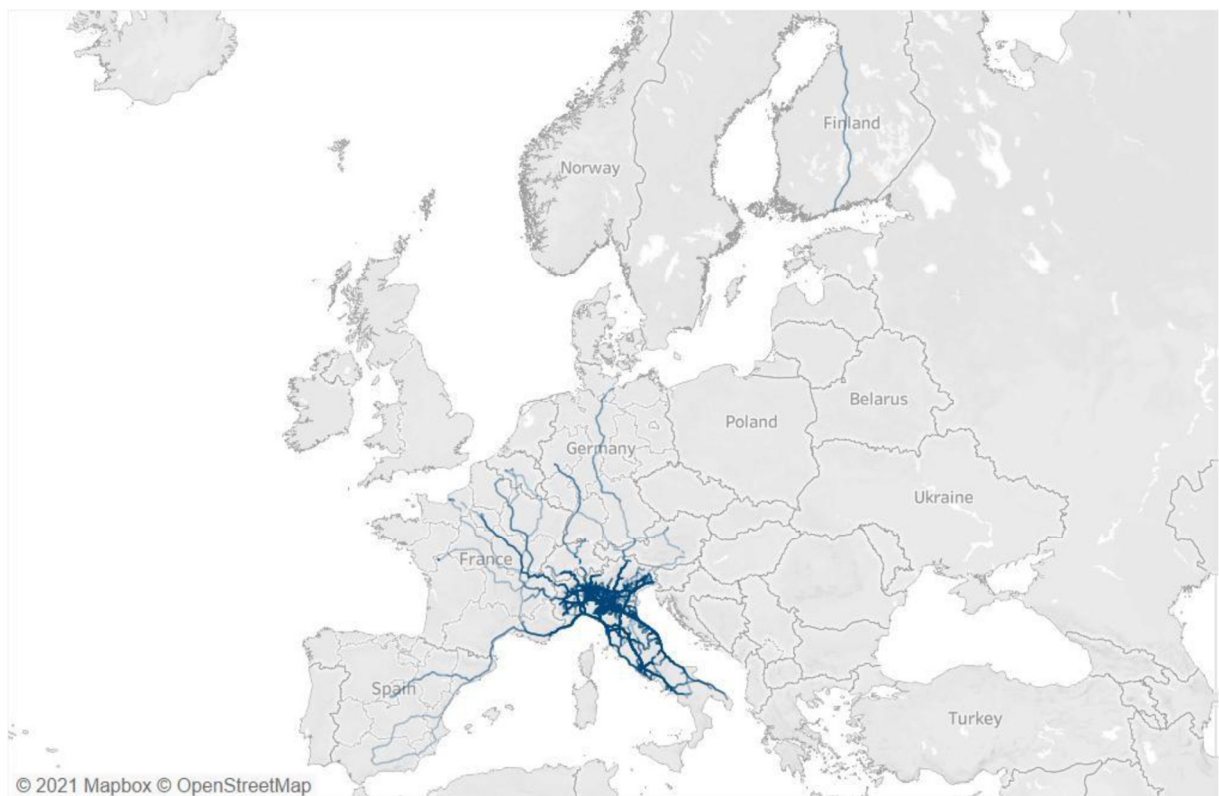 Finland
Norway
Belarus
Poland
Germany
Ukraine
France
Spain
Turkey
© 2021 Mapbox © OpenStreetMap